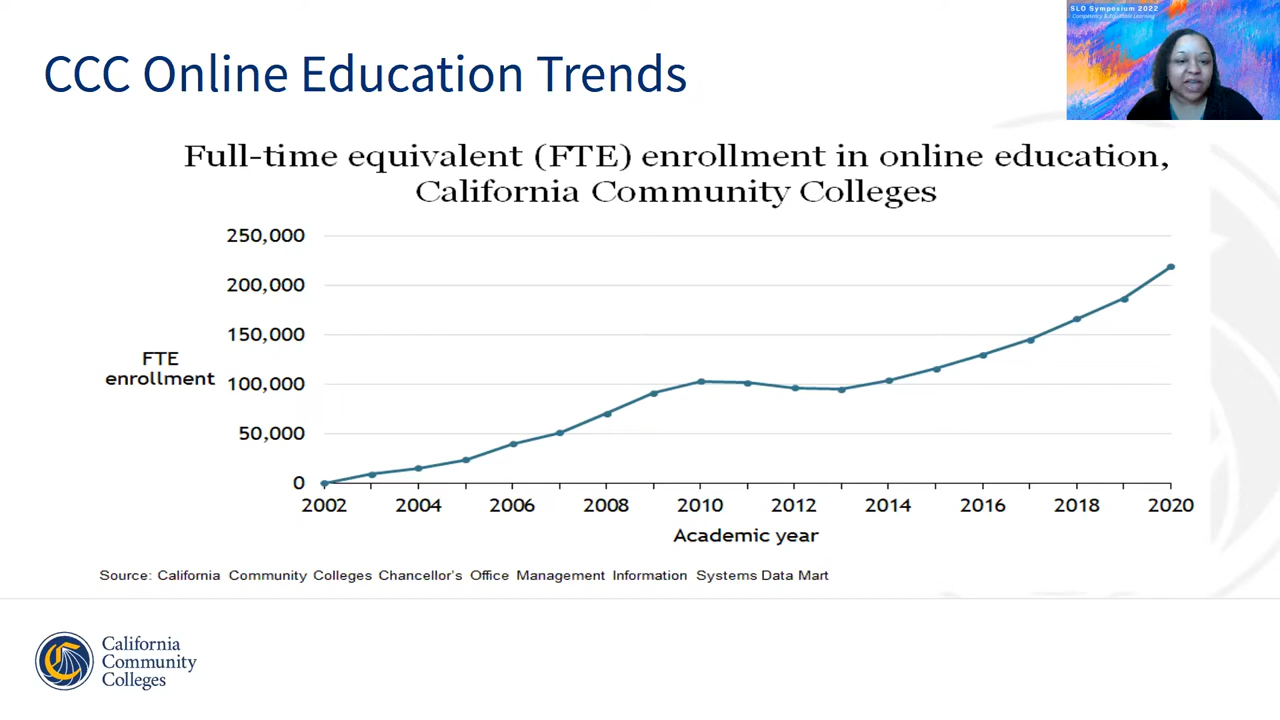 CCC Online Education Trends
SLO Symposium 2022
Competency & Equitable Learning
Full-time equivalent (FTE) enrollment in online education,
California Community Colleges
250,000
200,000
150,000
FTE
enrollment
100,000
50,000
0
2002 2004 2006 2008 2010 2012 2014 2016 2018 2020
Academic year
Source: California Community Colleges Chancellor's Office Management Information Systems Data Mart
California
Community
Colleges